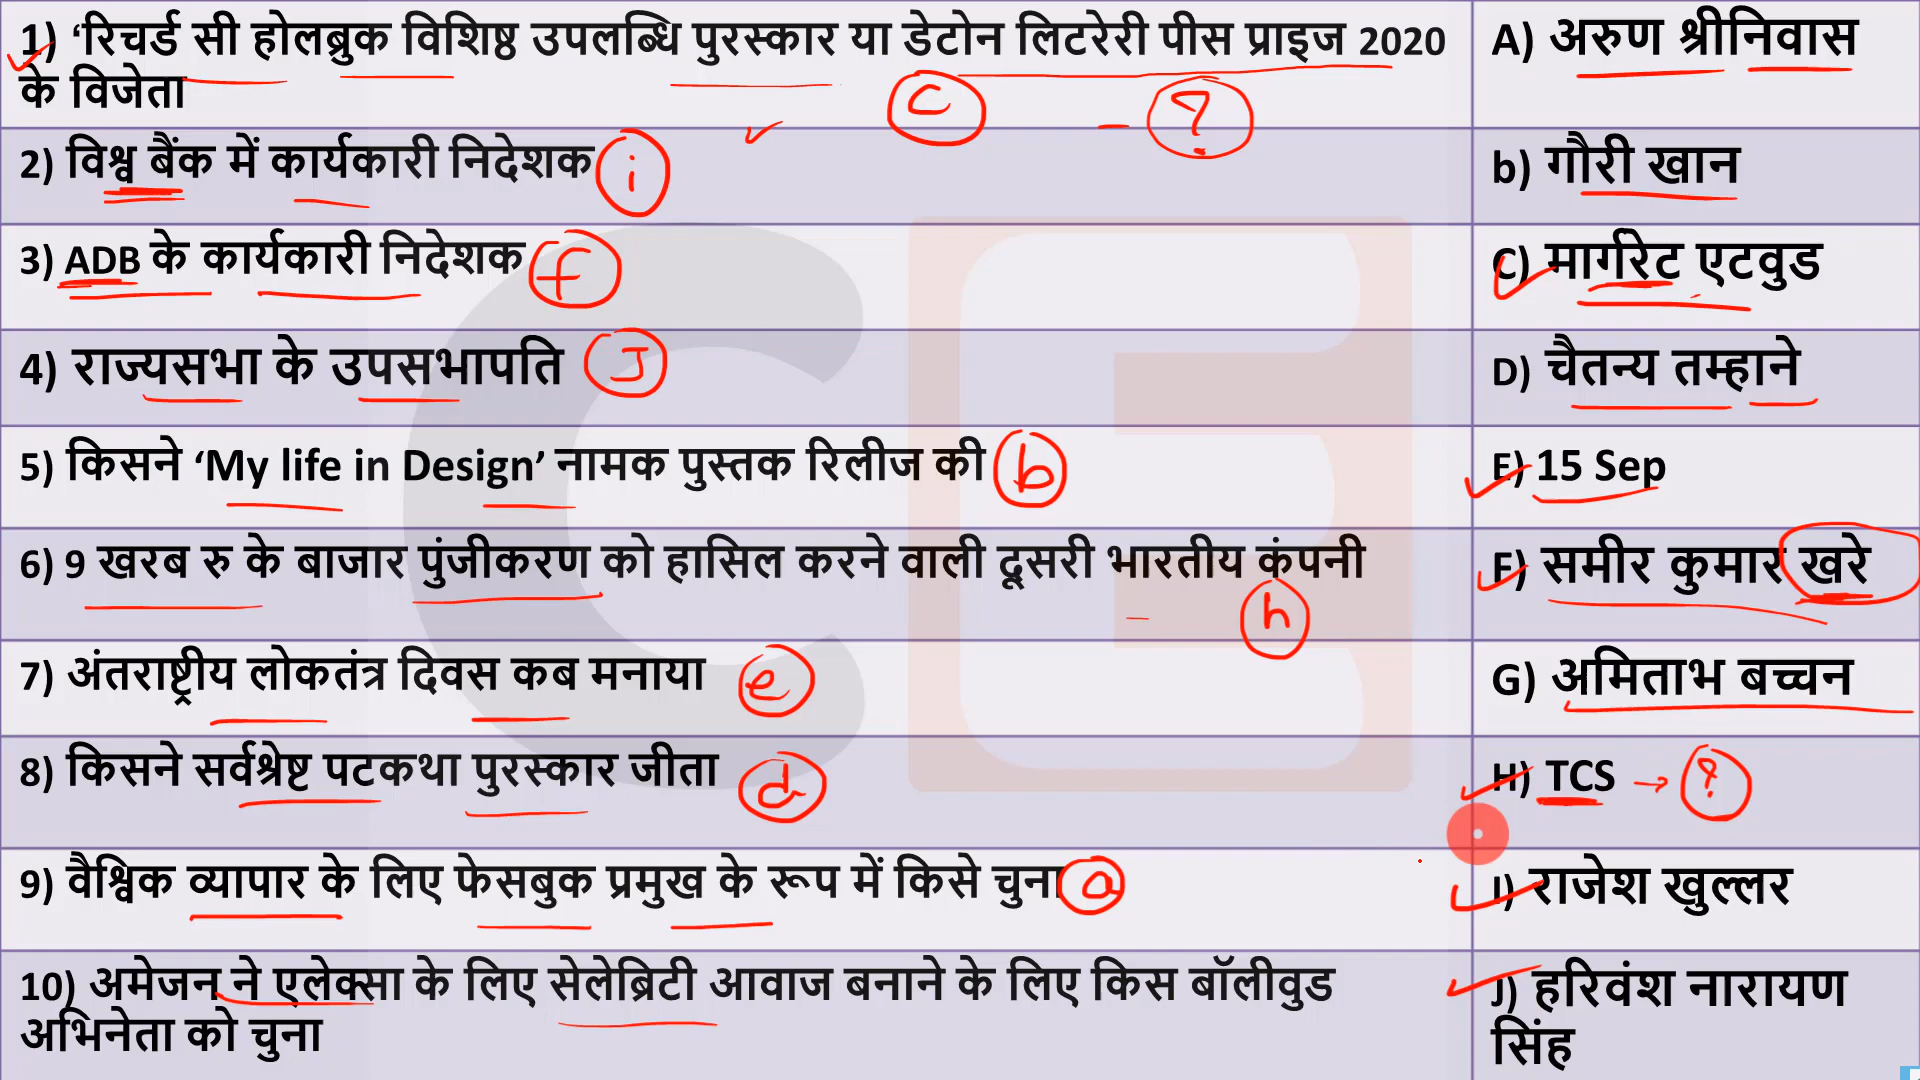 1) ‘रिचर्ड सी होलब्रुक विशिष्ठ उपलब्धि पुरस्कार या डेटोन लिटरेरी पीस प्राइज 2020
के विजेता
C ?
A) अरुण श्रीनिवास
2) विश्व बैंक में कार्यकारी निदेशक i
b) गौरी खान
3) ADB के कार्यकारी निदेशक f
C) मार्गरेट एटवुड
4) राज्यसभा के उपसभापति J
D) चैतन्य तम्हाने
5) किसने ‘My life in Design’ नामक पुस्तक रिलीज की b
E) 15 Sep
6) 9 खरब रु के बाजार पुंजीकरण को हासिल करने वाली दूसरी भारतीय कंपनी
h
F) समीर कुमार खरे
7) अंतराष्ट्रीय लोकतंत्र दिवस कब मनाया e
G) अमिताभ बच्चन
8) किसने सर्वश्रेष्ट पटकथा पुरस्कार जीता d
H) TCS → ?
9) वैश्विक व्यापार के लिए फेसबुक प्रमुख के रूप में किसे चुना a
I) राजेश खुल्लर
10) अमेजन ने एलेक्सा के लिए सेलेब्रिटी आवाज बनाने के लिए किस बॉलीवुड
अभिनेता को चुना
J) हरिवंश नारायण
सिंह